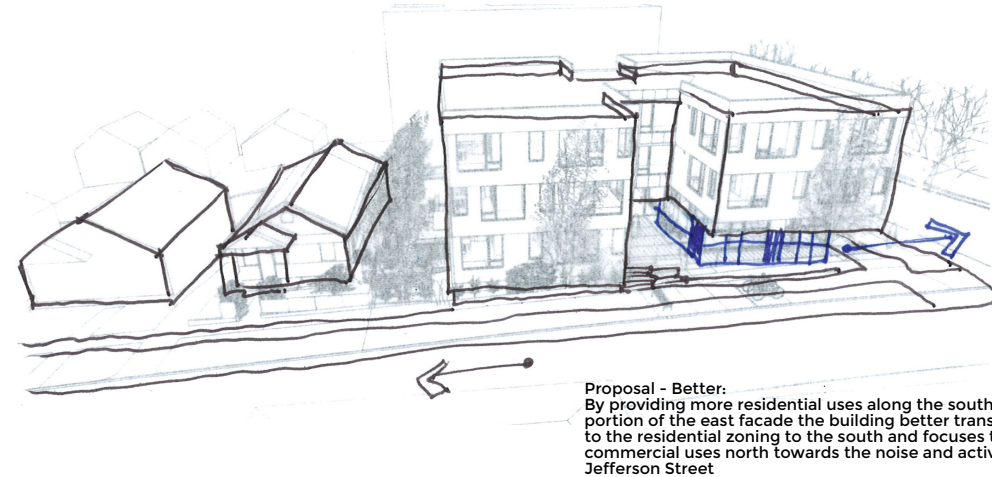 Proposal - Better:
By providing more residential uses along the south
portion of the east facade the building better trans
to the residential zoning to the south and focuses t
commercial uses north towards the noise and activ
Jefferson Street